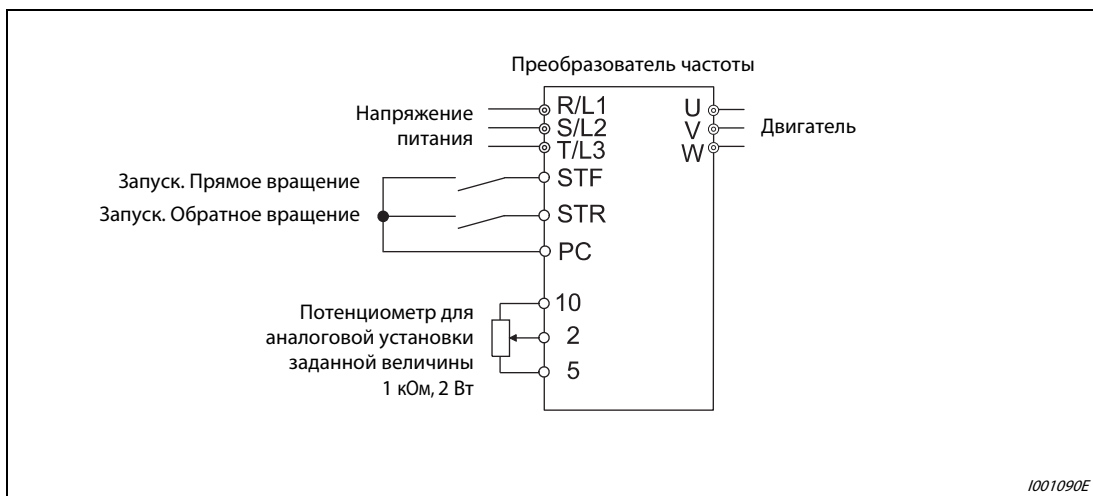 Преобразователь частоты
Напряжение
питания
R/L1
S/L2
T/L3
U
V
W
Двигатель
Запуск. Прямое вращение
STF
Запуск. Обратное вращение
STR
PC
Потенциометр для
аналоговой установки
заданной величины
1 кОм, 2 Вт
10
2
5
I001090E